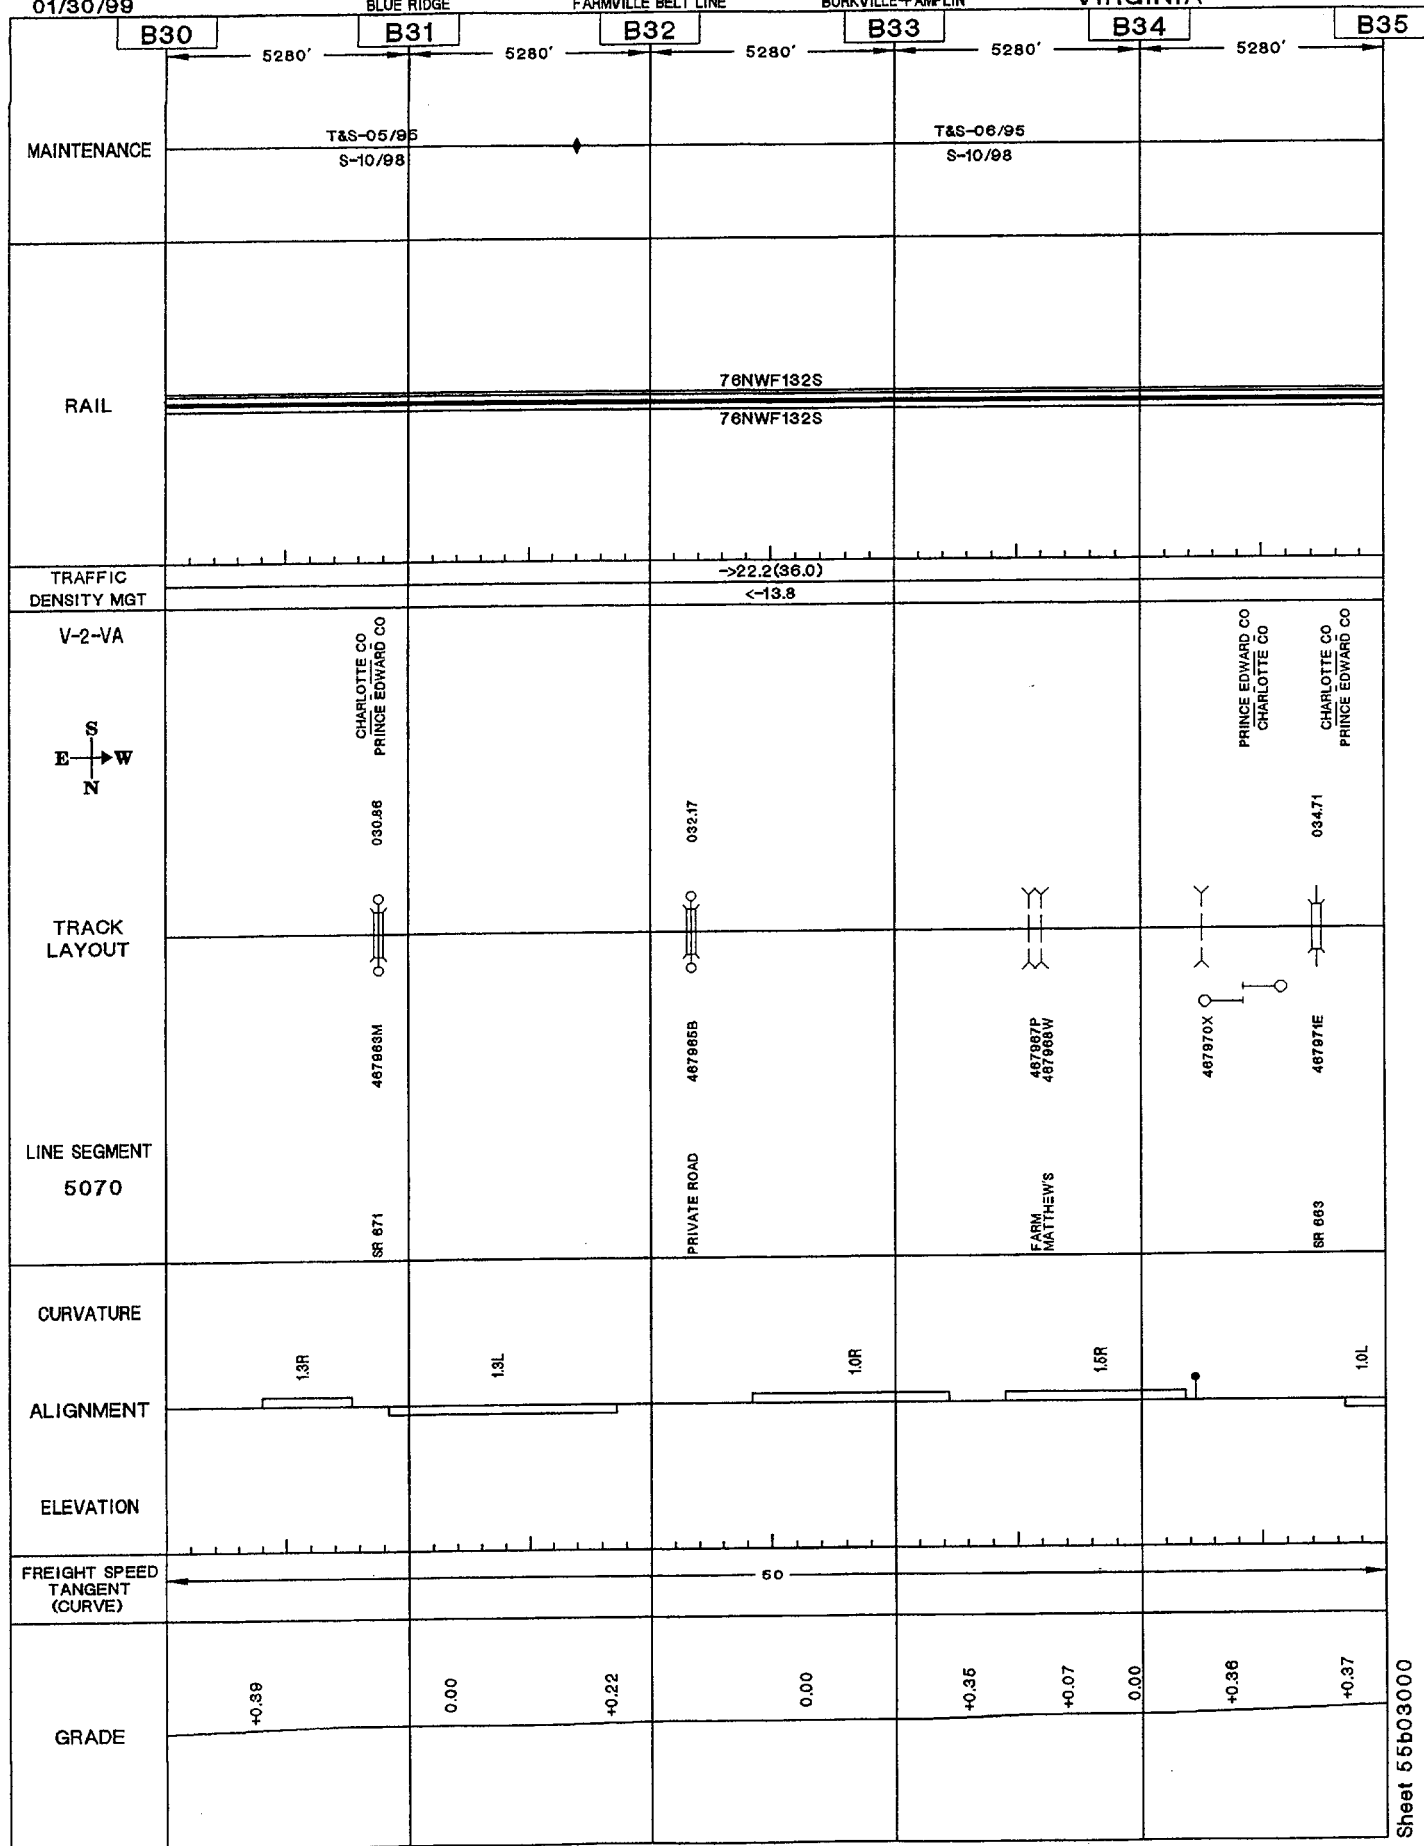 01/30/99 BLUE RIDGE FARMVILLE BELT LINE BURKVILLE-PAMPLIN VIRGINIA
B30 B31 B32 B33 B34 B35
5280' 5280' 5280' 5280' 5280'
T&S-05/95 T&S-06/95
MAINTENANCE
S-10/98 S-10/98
76NWF132S
RAIL
76NWF132S
TRAFFIC
DENSITY MGT
->22.2(36.0)
<-13.8
V-2-VA
CHARLOTTE CO
PRINCE EDWARD CO
PRINCE EDWARD CO
CHARLOTTE CO
CHARLOTTE CO
PRINCE EDWARD CO
S
E W
N
030.86 032.17 034.71
TRACK
LAYOUT
467963M 467965B 467967P
467968W 467970X 467971E
LINE SEGMENT
5070
SR 671 PRIVATE ROAD FARM
MATTHEW'S SR 663
CURVATURE
1.3R 1.3L 1.0R 1.5R 1.0L
ALIGNMENT
ELEVATION
FREIGHT SPEED
TANGENT
(CURVE)
50
+0.39 0.00 +0.22 0.00 +0.35 +0.07 0.00 +0.36 +0.37
GRADE
Sheet 55b03000